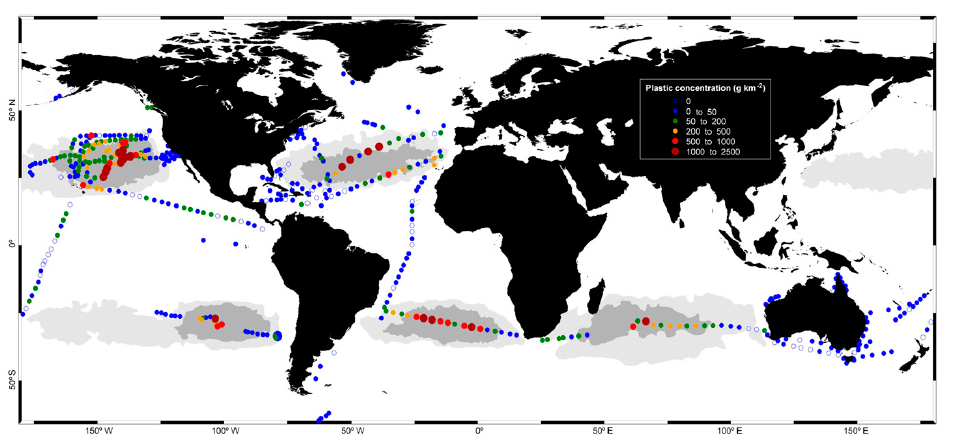 Plastic concentration (g km-2)
0
0 to 50
50 to 200
200 to 500
500 to 1000
1000 to 2500
50° N
0°
50° S
150° W
100° W
50° W
0°
50° E
100° E
150° E